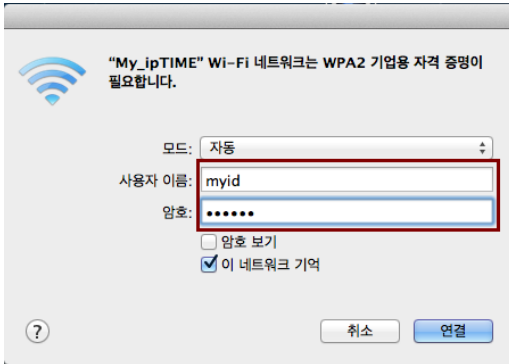 “My_ipTIME” Wi-Fi 네트워크는 WPA2 기업용 자격 증명이
필요합니다.
모드: 자동
사용자 이름: myid
암호: ••••••
암호 보기
이 네트워크 기억
? 취소 연결